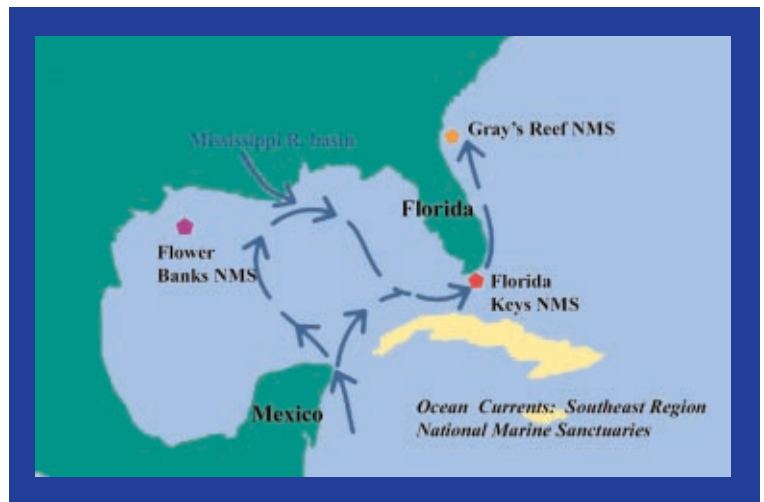 Mississippi R. basin
Gray's Reef NMS
Florida
Flower
Banks NMS
Florida
Keys NMS
Mexico
Ocean Currents: Southeast Region
National Marine Sanctuaries